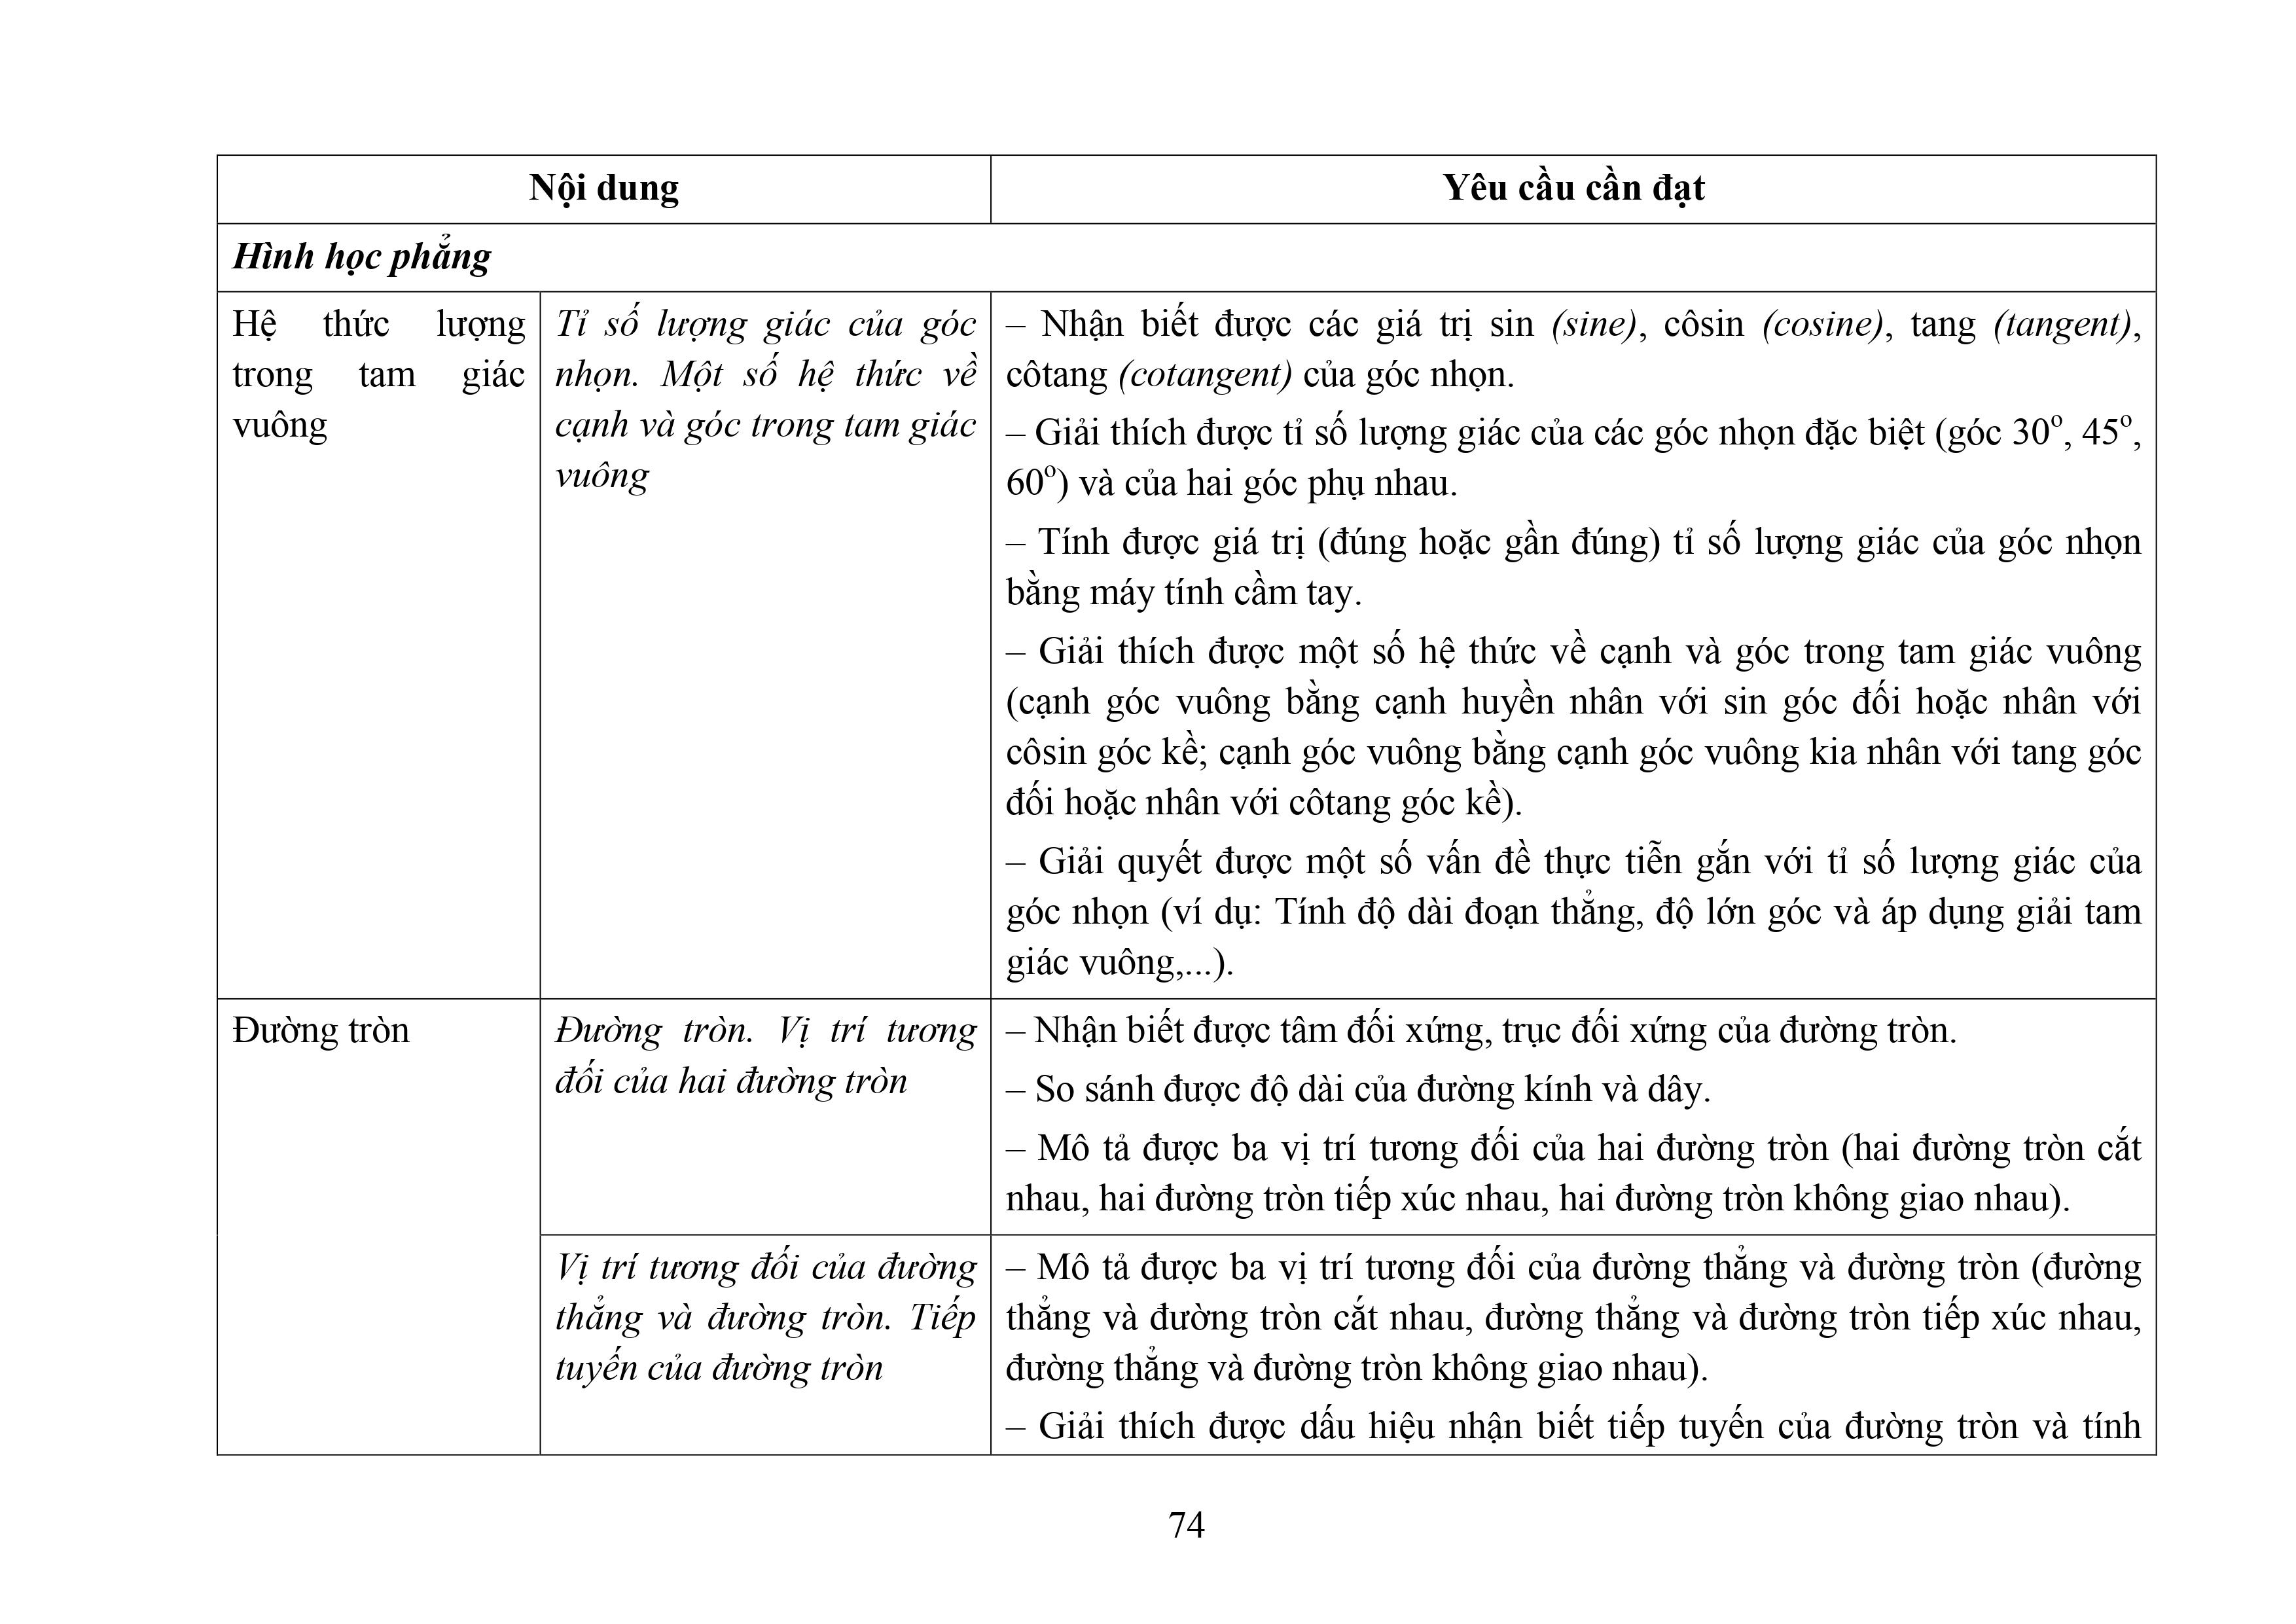 Nội dung
Yêu cầu cần đạt
Hình học phẳng
Hệ thức lượng
trong tam giác
vuông
Tỉ số lượng giác của góc
nhọn. Một số hệ thức về
cạnh và góc trong tam giác
vuông
– Nhận biết được các giá trị sin (sine), côsin (cosine), tang (tangent),
côtang (cotangent) của góc nhọn.
– Giải thích được tỉ số lượng giác của các góc nhọn đặc biệt (góc 30º, 45º,
60º) và của hai góc phụ nhau.
– Tính được giá trị (đúng hoặc gần đúng) tỉ số lượng giác của góc nhọn
bằng máy tính cầm tay.
– Giải thích được một số hệ thức về cạnh và góc trong tam giác vuông
(cạnh góc vuông bằng cạnh huyền nhân với sin góc đối hoặc nhân với
côsin góc kề; cạnh góc vuông bằng cạnh góc vuông kia nhân với tang góc
đối hoặc nhân với côtang góc kề).
– Giải quyết được một số vấn đề thực tiễn gắn với tỉ số lượng giác của
góc nhọn (ví dụ: Tính độ dài đoạn thẳng, độ lớn góc và áp dụng giải tam
giác vuông,...).
Đường tròn
Đường tròn. Vị trí tương
đối của hai đường tròn
– Nhận biết được tâm đối xứng, trục đối xứng của đường tròn.
– So sánh được độ dài của đường kính và dây.
– Mô tả được ba vị trí tương đối của hai đường tròn (hai đường tròn cắt
nhau, hai đường tròn tiếp xúc nhau, hai đường tròn không giao nhau).
Vị trí tương đối của đường
thẳng và đường tròn. Tiếp
tuyến của đường tròn
– Mô tả được ba vị trí tương đối của đường thẳng và đường tròn (đường
thẳng và đường tròn cắt nhau, đường thẳng và đường tròn tiếp xúc nhau,
đường thẳng và đường tròn không giao nhau).
– Giải thích được dấu hiệu nhận biết tiếp tuyến của đường tròn và tính
74